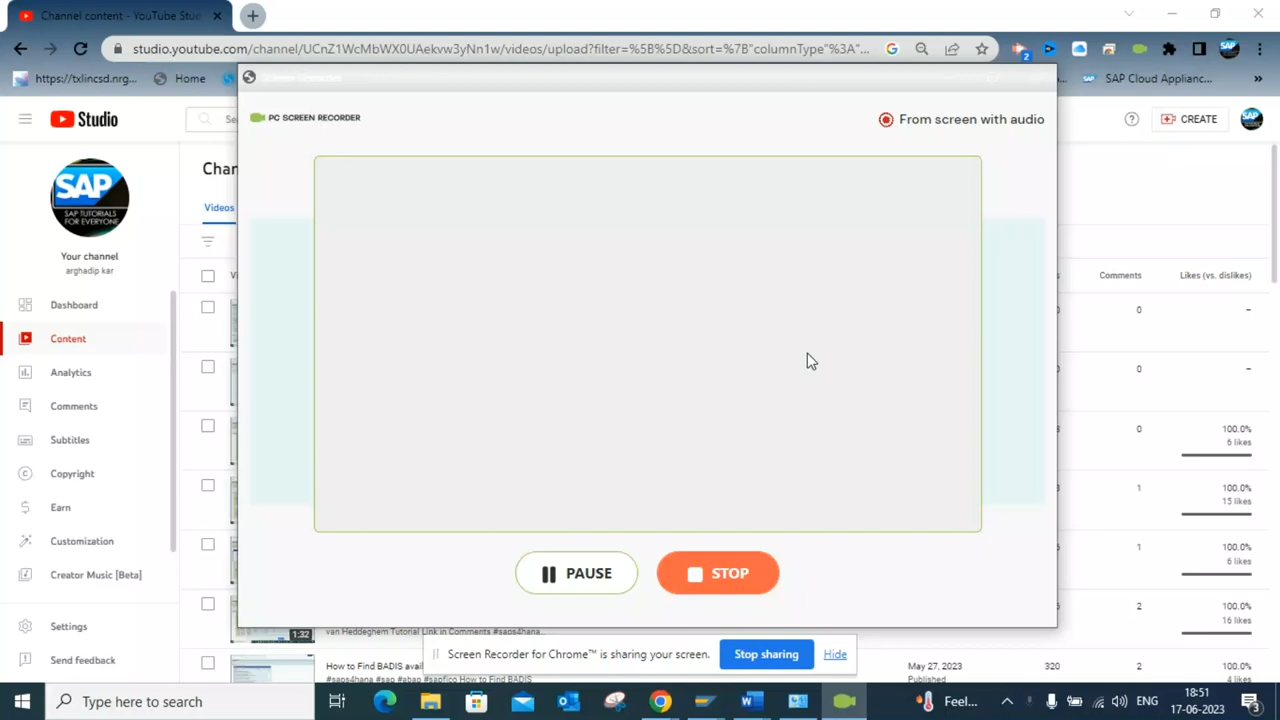 Channel content - YouTube Stu
studio.youtube.com/channel/UCnZ1WcMbWX0UAekvw3yNn1w/videos/upload?filter=%5B%5D&sort=%7B"columnType"%3A"...
2
https://txlincsd.nrg...
Home
SAP Cloud Applianc...
»
Studio
PC SCREEN RECORDER
From screen with audio
CREATE
SAP
SAP TUTORIALS
FOR EVERYONE
Your channel
arghadip kar
Chan
Videos
Comments
Likes (vs. dislikes)
Dashboard
Content
Analytics
Comments
Subtitles
Copyright
Earn
Customization
Creator Music [Beta]
Settings
Send feedback
0
–
0
–
0
100.0%
6 likes
1
100.0%
15 likes
1
100.0%
6 likes
2
100.0%
16 likes
PAUSE
STOP
1:32
van Heddeghem Tutorial Link in Comments #saps4hana...
Screen Recorder for Chrome™ is sharing your screen.
Stop sharing
Hide
How to Find BADIS avai
#saps4hana #sap #abap #sapfico How to Find BADIS
May 27, 2023
Published
320
2
100.0%
4 likes
Type here to search
Feel...
ENG
18:51
17-06-2023
3